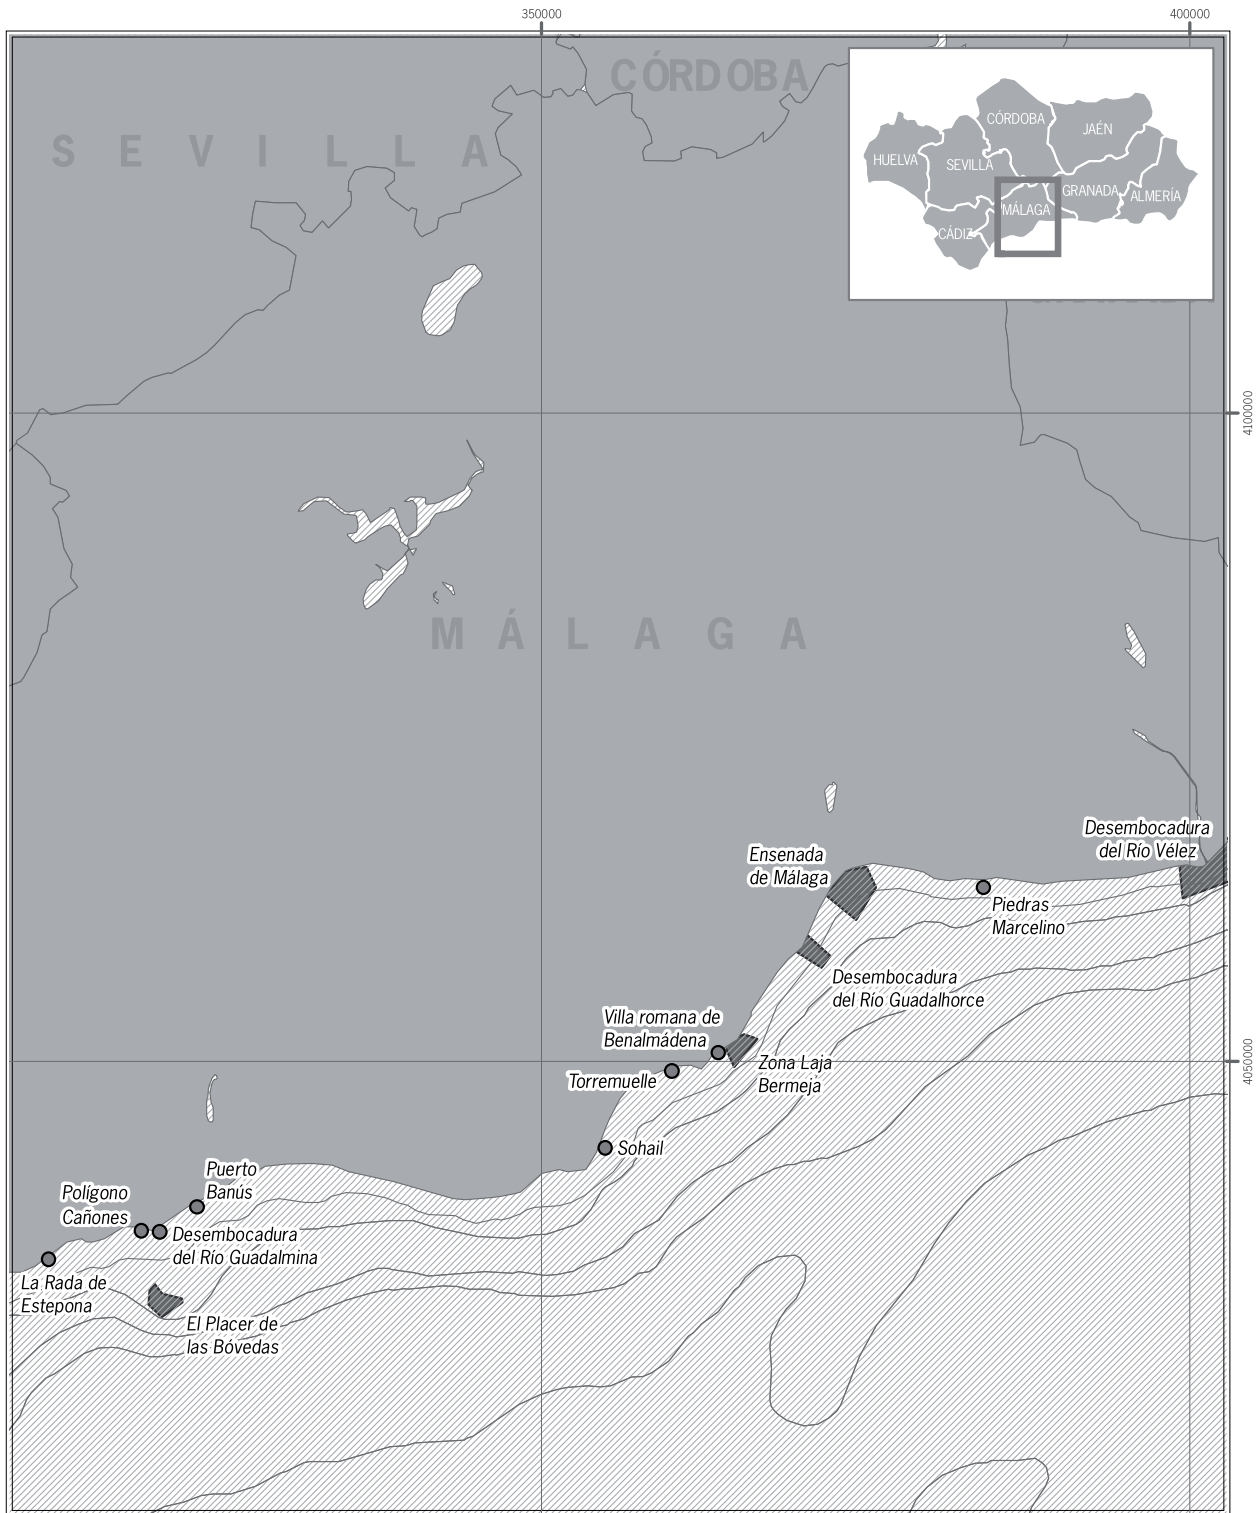 350000
400000
CÓRDOBA
SEVILLA
CÓRDOBA
JAÉN
HUELVA
SEVILLA
GRANADA
ALMERÍA
MÁLAGA
CÁDIZ
4100000
MÁLAGA
Desembocadura
del Río Vélez
Ensenada
de Málaga
Piedras
Marcelino
Desembocadura
del Río Guadalhorce
Villa romana de
Benalmádena
4050000
Zona Laja
Bermeja
Torremuelle
Sohail
Puerto
Banús
Polígono
Cañones
Desembocadura
del Río Guadalmina
La Rada de
Estepona
El Placer de
las Bóvedas